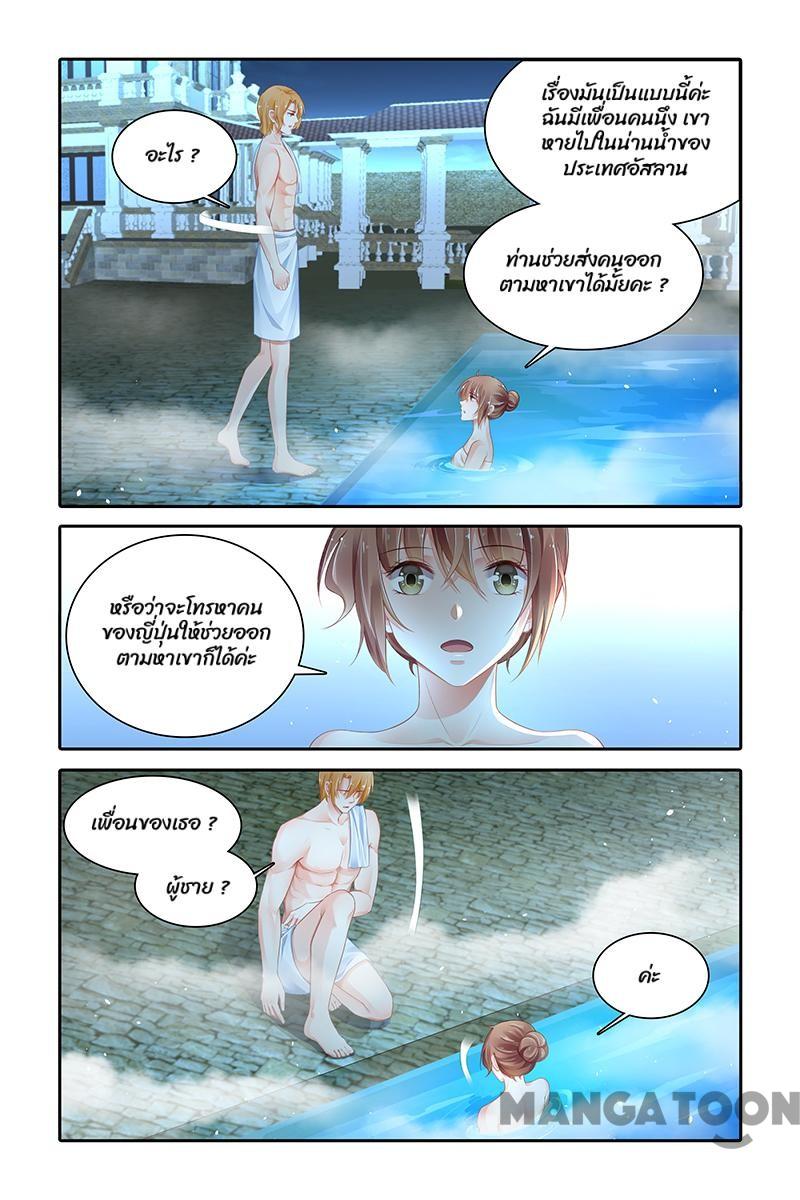 อะไร ?
เรื่องมันเป็นแบบนี้ค่ะ
ฉันมีเพื่อนคนนึง เขา
หายไปในน่านน้ำของ
ประเทศอัสลาน
ท่านช่วยส่งคนออก
ตามหาเขาได้มั้ยคะ ?
หรือว่าจะโทรหาคน
ของญี่ปุ่นให้ช่วยออก
ตามหาเขาก็ได้ค่ะ
เพื่อนของเธอ ?
ผู้ชาย ?
ค่ะ
MANGATOON